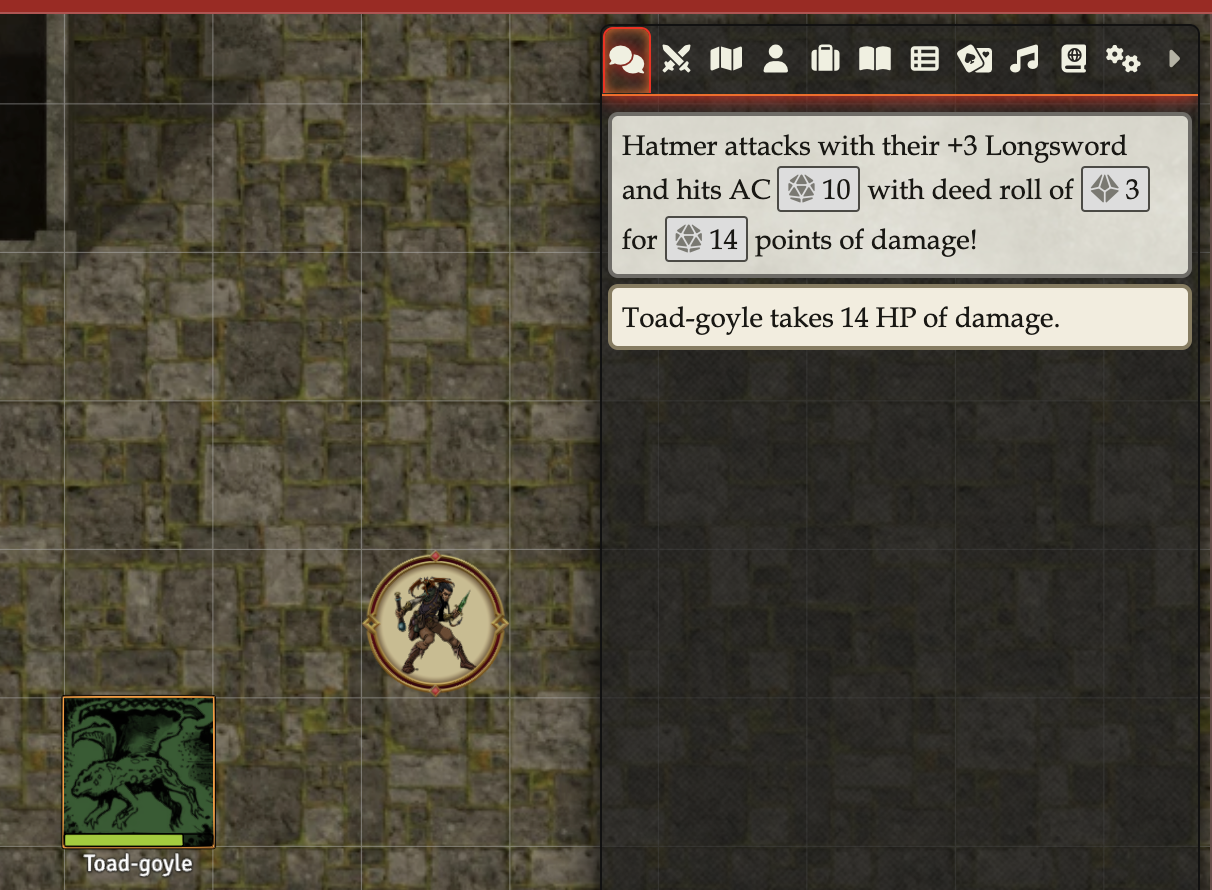 Hatmer attacks with their +3 Longsword
and hits AC 10 with deed roll of 3
for 14 points of damage!
Toad-goyle takes 14 HP of damage.
Toad-goyle